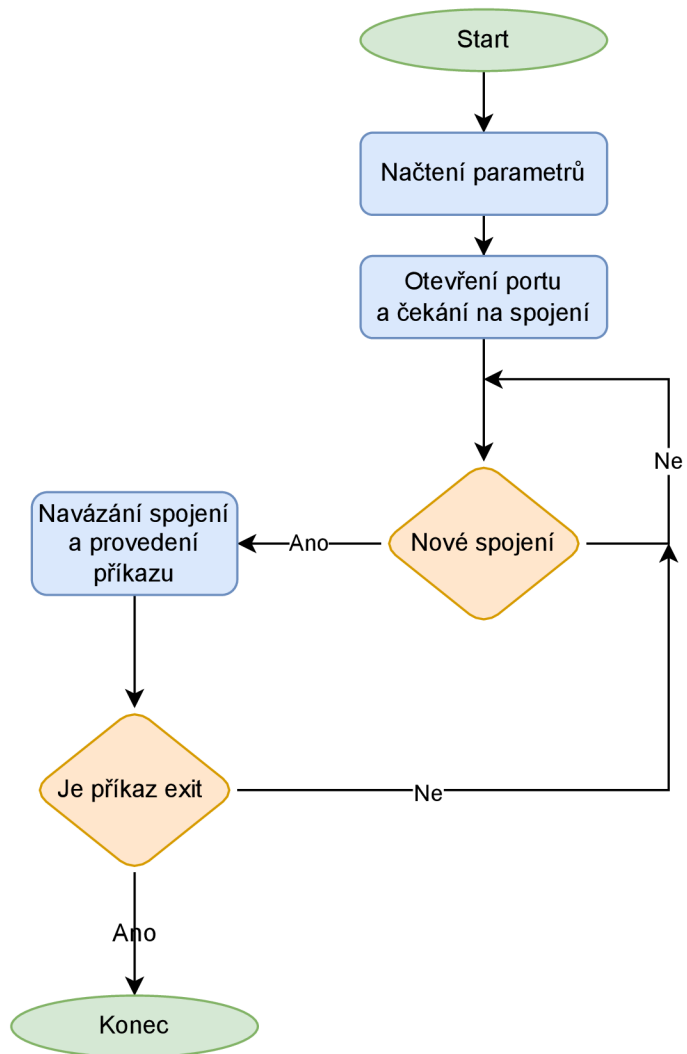 Start
Načtení parametrů
Otevření portu
a čekání na spojení
Ne
Nové spojení
Ano
Navázání spojení
a provedení
příkazu
Je příkaz exit
Ne
Ano
Konec